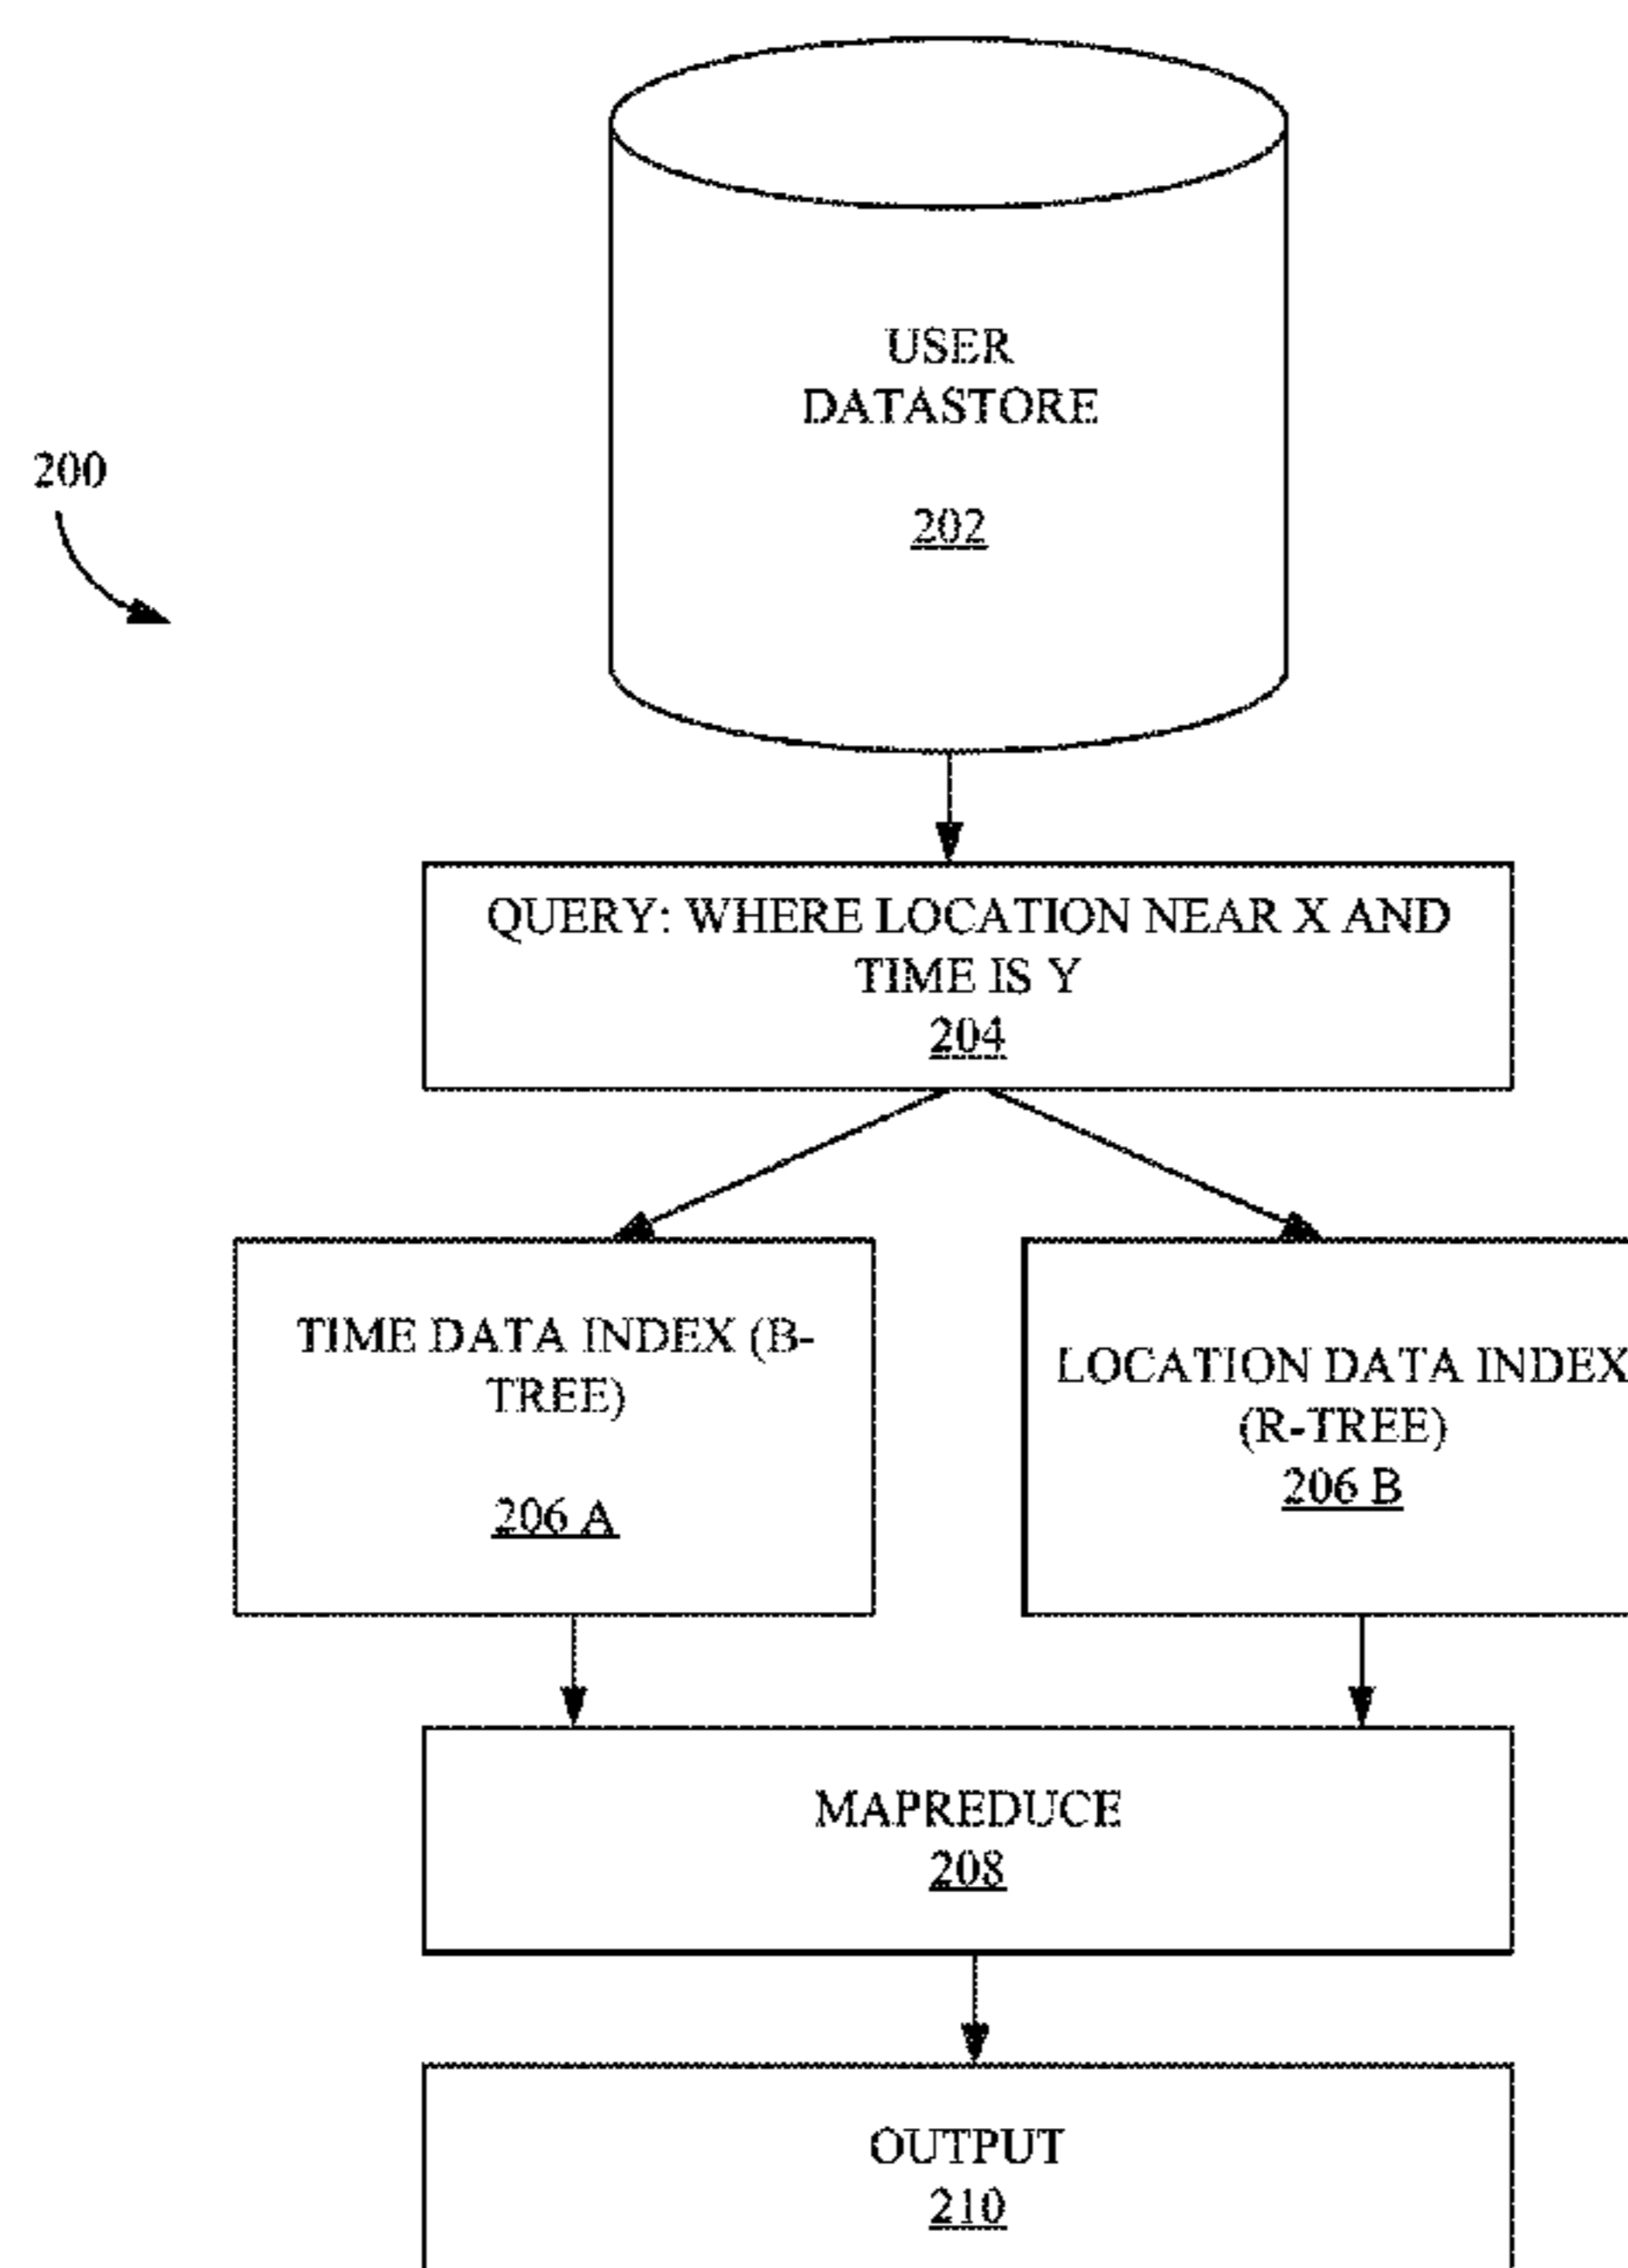 USER
DATASTORE
202
200
QUERY: WHERE LOCATION NEAR X AND
TIME IS Y
204
TIME DATA INDEX (B-
TREE)
206 A
LOCATION DATA INDEX
(R-TREE)
206 B
MAPREDUCE
208
OUTPUT
210